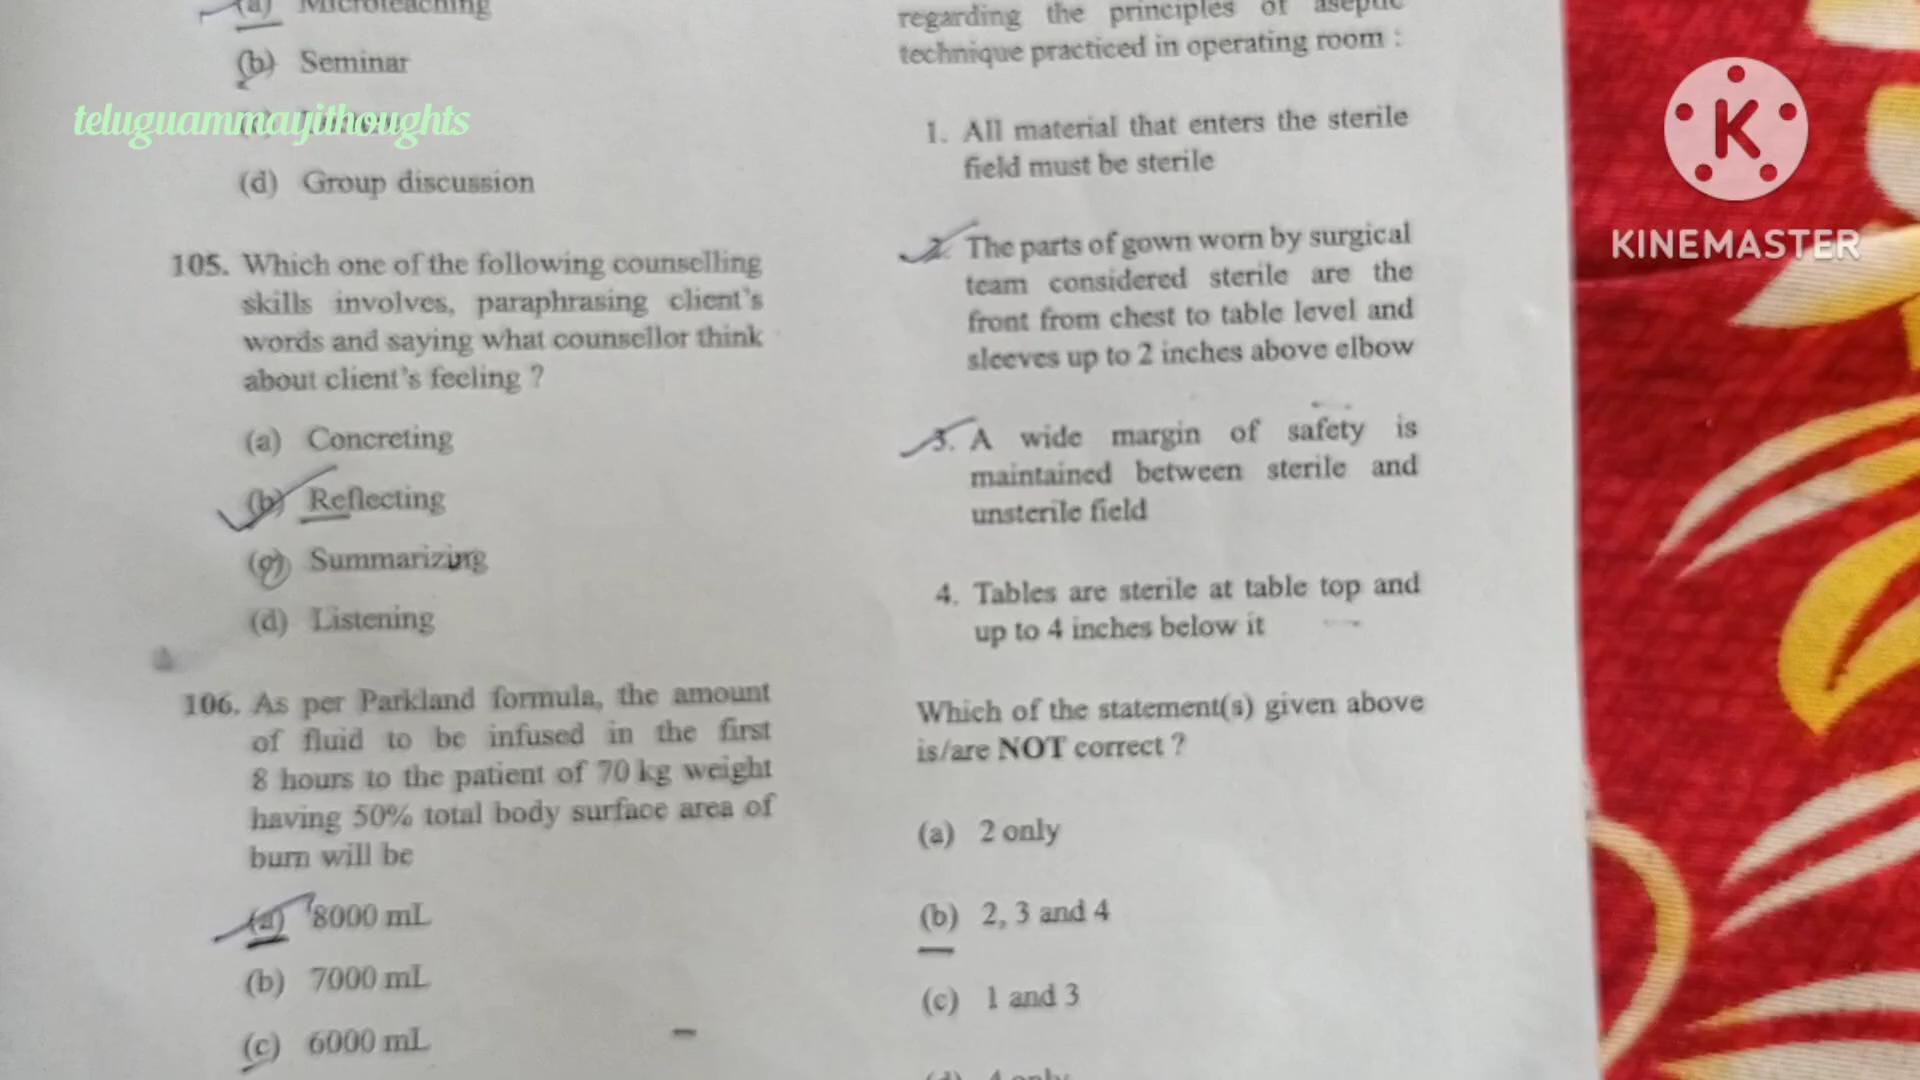 (a) Microteaching
(b) Seminar
teluguammayithoughts
(d) Group discussion
105. Which one of the following counselling
skills involves, paraphrasing client's
words and saying what counsellor think
about client's feeling ?
(a) Concreting
(b) Reflecting
(c) Summarizing
(d) Listening
106. As per Parkland formula, the amount
of fluid to be infused in the first
8 hours to the patient of 70 kg weight
having 50% total body surface area of
burn will be
(a) 8000 mL
(b) 7000 mL
(c) 6000 mL
regarding the principles of aseptic
technique practiced in operating room :
1. All material that enters the sterile
field must be sterile
2. The parts of gown worn by surgical
team considered sterile are the
front from chest to table level and
sleeves up to 2 inches above elbow
3. A wide margin of safety is
maintained between sterile and
unsterile field
4. Tables are sterile at table top and
up to 4 inches below it
Which of the statement(s) given above
is/are NOT correct ?
(a) 2 only
(b) 2, 3 and 4
(c) 1 and 3
(d) 4 only
K
KINEMASTER